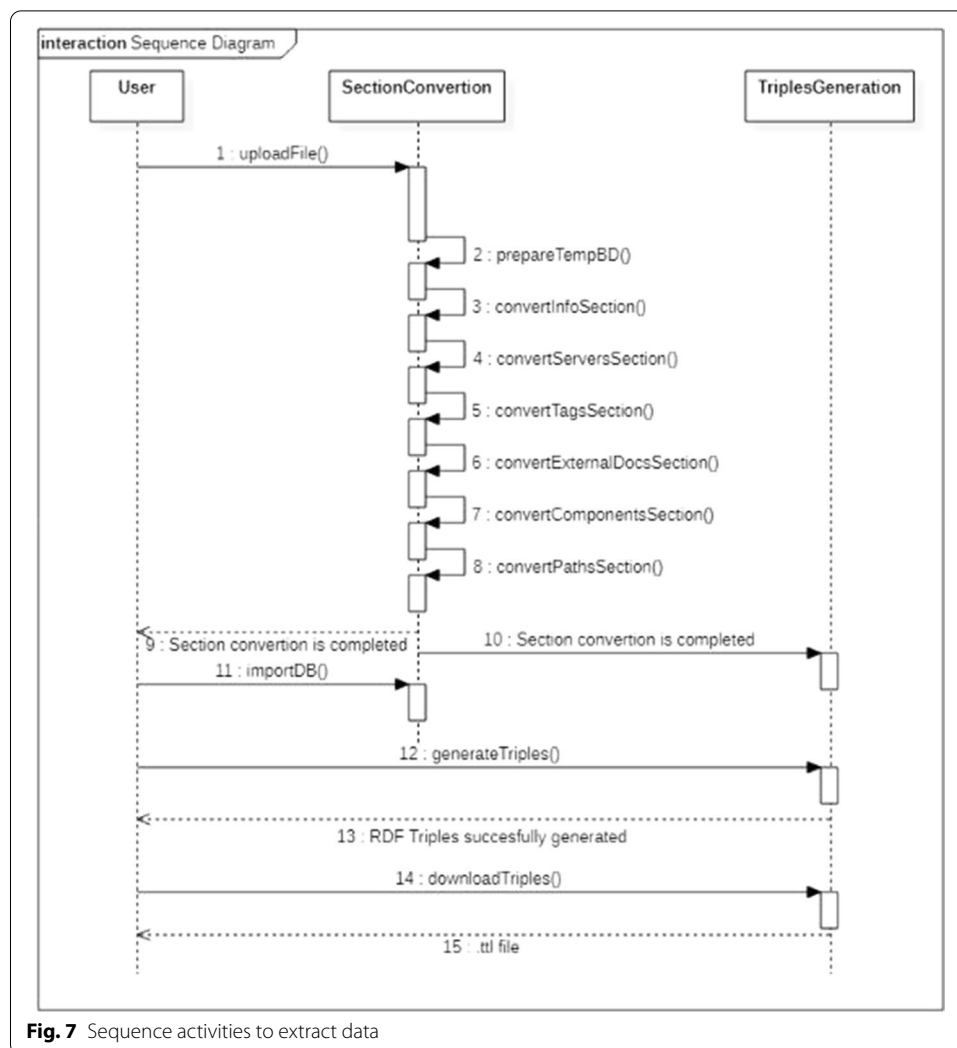 interaction Sequence Diagram
User
SectionConvertion
TriplesGeneration
1 : uploadFile()
2 : prepareTempBD()
3 : convertInfoSection()
4 : convertServersSection()
5 : convertTagsSection()
6 : convertExternalDocsSection()
7 : convertComponentsSection()
8 : convertPathsSection()
9 : Section convertion is completed
10 : Section convertion is completed
11 : importDB()
12 : generateTriples()
13 : RDF Triples succesfully generated
14 : downloadTriples()
15 : .ttl file
Fig. 7 Sequence activities to extract data